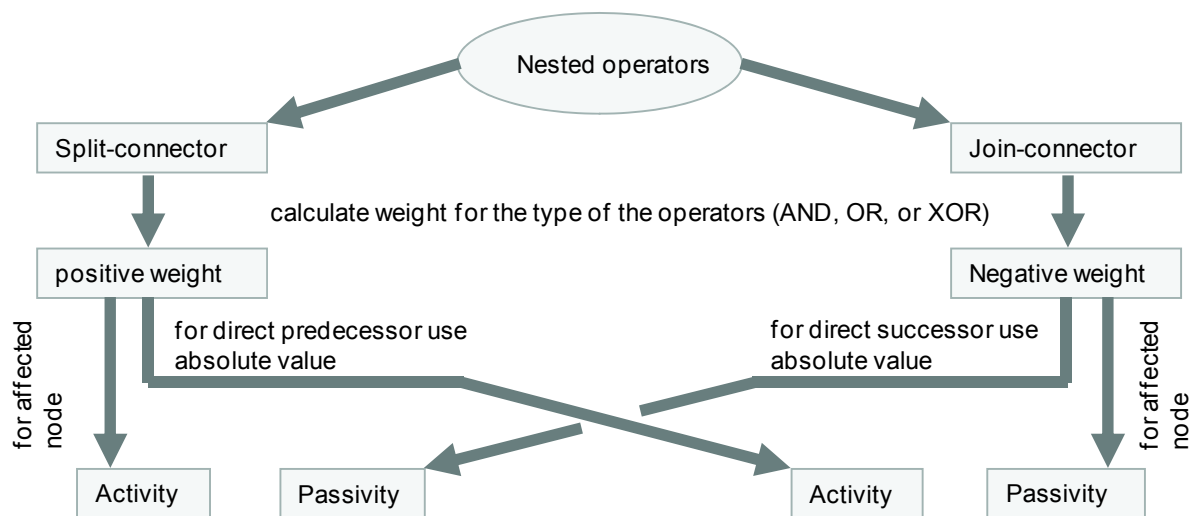 Nested operators
Split-connector
Join-connector
calculate weight for the type of the operators (AND, OR, or XOR)
positive weight
Negative weight
for affected
node
for direct predecessor use
absolute value
for direct successor use
absolute value
for affected
node
Activity
Passivity
Activity
Passivity